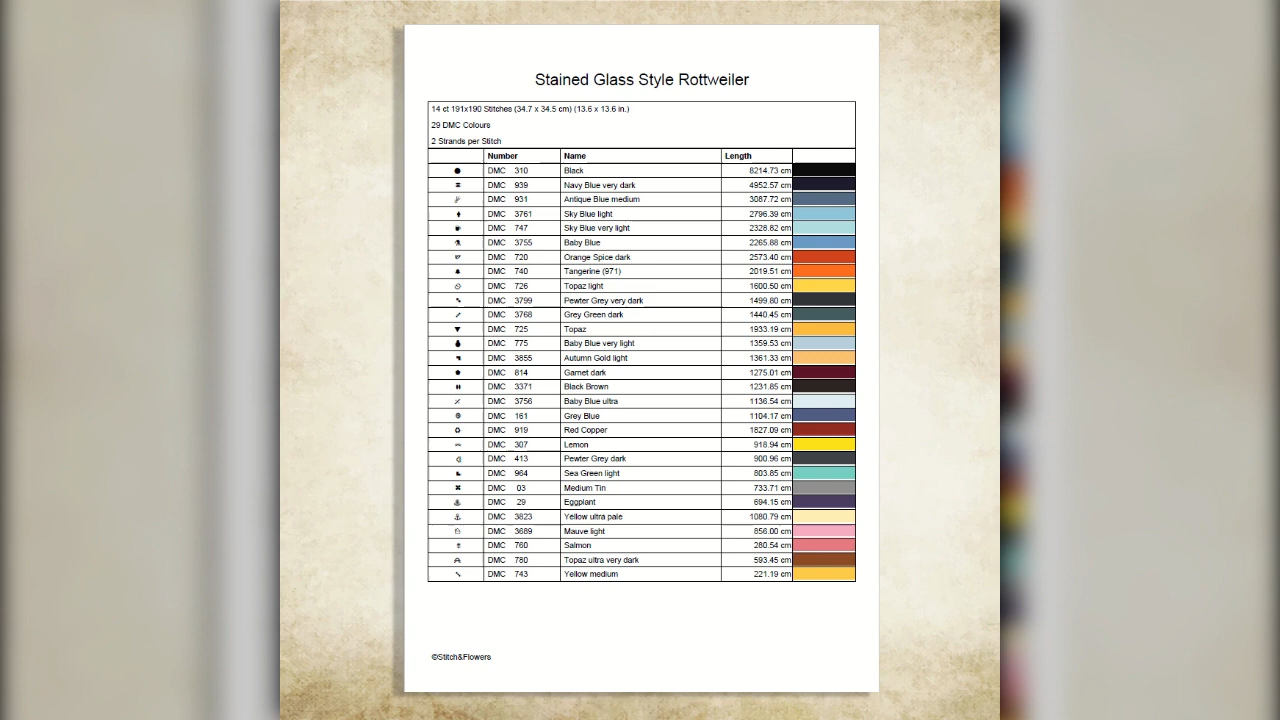 Stained Glass Style Rottweiler
14 ct 191x190 Stitches (34.7 x 34.5 cm) (13.6 x 13.6 in.)
29 DMC Colours
2 Strands per Stitch
Number Name Length
DMC 310 Black 8214.73 cm
DMC 939 Navy Blue very dark 4952.57 cm
DMC 931 Antique Blue medium 3087.72 cm
DMC 3761 Sky Blue light 2796.39 cm
DMC 747 Sky Blue very light 2328.82 cm
DMC 3755 Baby Blue 2265.88 cm
DMC 720 Orange Spice dark 2573.40 cm
DMC 740 Tangerine (971) 2019.51 cm
DMC 726 Topaz light 1600.50 cm
DMC 3799 Pewter Grey very dark 1499.80 cm
DMC 3768 Grey Green dark 1440.45 cm
DMC 725 Topaz 1933.19 cm
DMC 775 Baby Blue very light 1359.53 cm
DMC 3855 Autumn Gold light 1361.33 cm
DMC 814 Garnet dark 1275.01 cm
DMC 3371 Black Brown 1231.85 cm
DMC 3756 Baby Blue ultra 1136.54 cm
DMC 161 Grey Blue 1104.17 cm
DMC 919 Red Copper 1827.09 cm
DMC 307 Lemon 918.94 cm
DMC 413 Pewter Grey dark 900.96 cm
DMC 964 Sea Green light 803.85 cm
DMC 03 Medium Tin 733.71 cm
DMC 29 Eggplant 694.15 cm
DMC 3823 Yellow ultra pale 1080.79 cm
DMC 3689 Mauve light 856.00 cm
DMC 760 Salmon 280.54 cm
DMC 780 Topaz ultra very dark 593.45 cm
DMC 743 Yellow medium 221.19 cm
©Stitch&Flowers